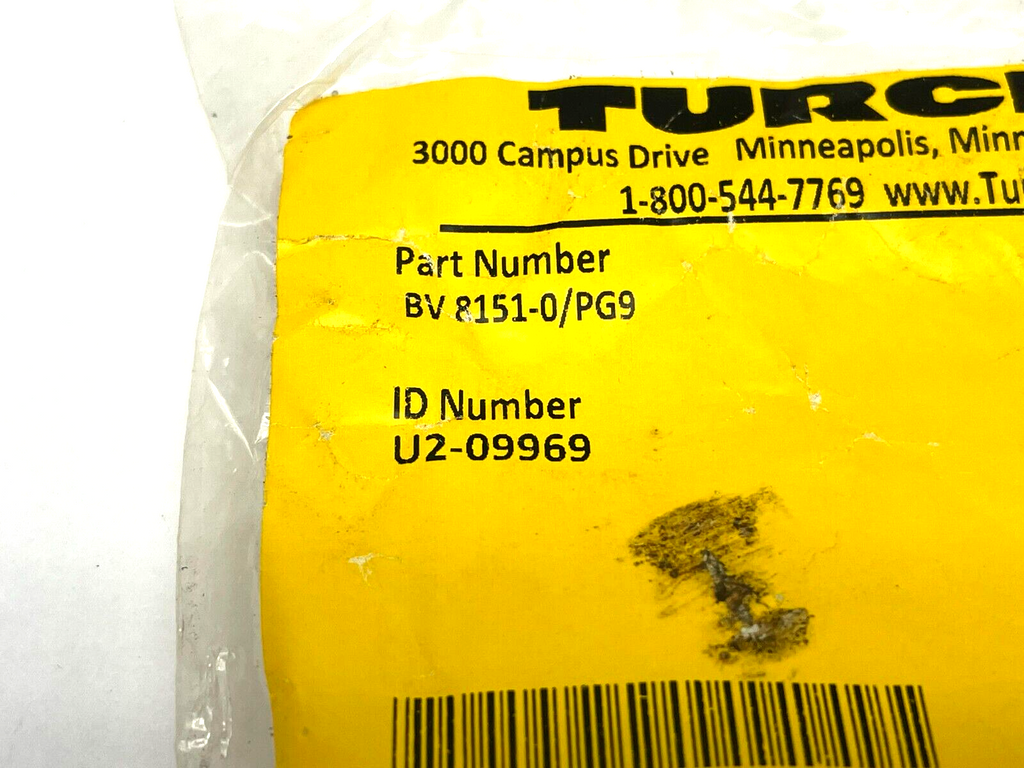 TURC
3000 Campus Drive Minneapolis, Minn
1-800-544-7769 www.Tu
Part Number
BV 8151-0/PG9
ID Number
U2-09969